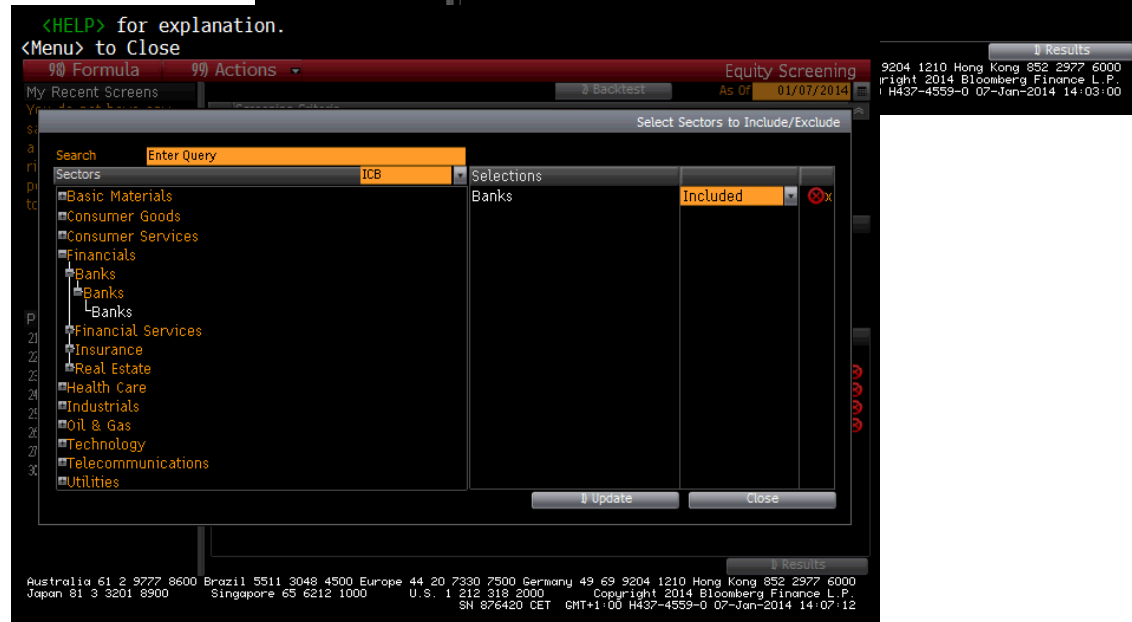 <HELP> for explanation.
<Menu> to Close
98) Formula 99) Actions Equity Screening
My Recent Screens 2) Backtest As Of 01/07/2014
Screening Criteria
Select Sectors to Include/Exclude
Search Enter Query
Sectors ICB Selections
Basic Materials Banks Included x
Consumer Goods
Consumer Services
Financials
Banks
Banks
Banks
Financial Services
Insurance
Real Estate
Health Care
Industrials
Oil & Gas
Technology
Telecommunications
Utilities
1) Update Close
1) Results
Australia 61 2 9777 8600 Brazil 5511 3048 4500 Europe 44 20 7330 7500 Germany 49 69 9204 1210 Hong Kong 852 2977 6000
Japan 81 3 3201 8900 Singapore 65 6212 1000 U.S. 1 212 318 2000 Copyright 2014 Bloomberg Finance L.P.
SN 876420 CET GMT+1:00 H437-4559-0 07-Jan-2014 14:07:12
1) Results
9204 1210 Hong Kong 852 2977 6000
right 2014 Bloomberg Finance L.P.
H437-4559-0 07-Jan-2014 14:03:00